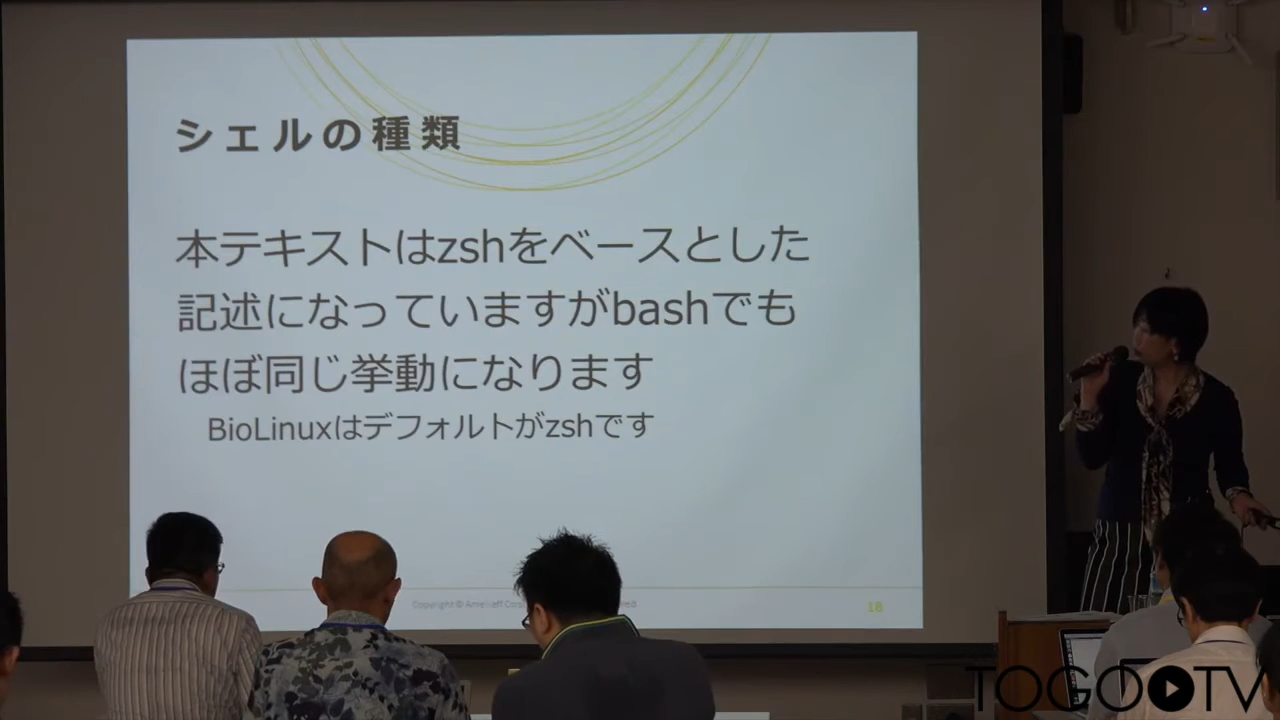 シェルの種類
本テキストはzshをベースとした
記述になっていますがbashでも
ほぼ同じ挙動になります
BioLinuxはデフォルトがzshです
Copyright © Amelieff
18
TOGOTV